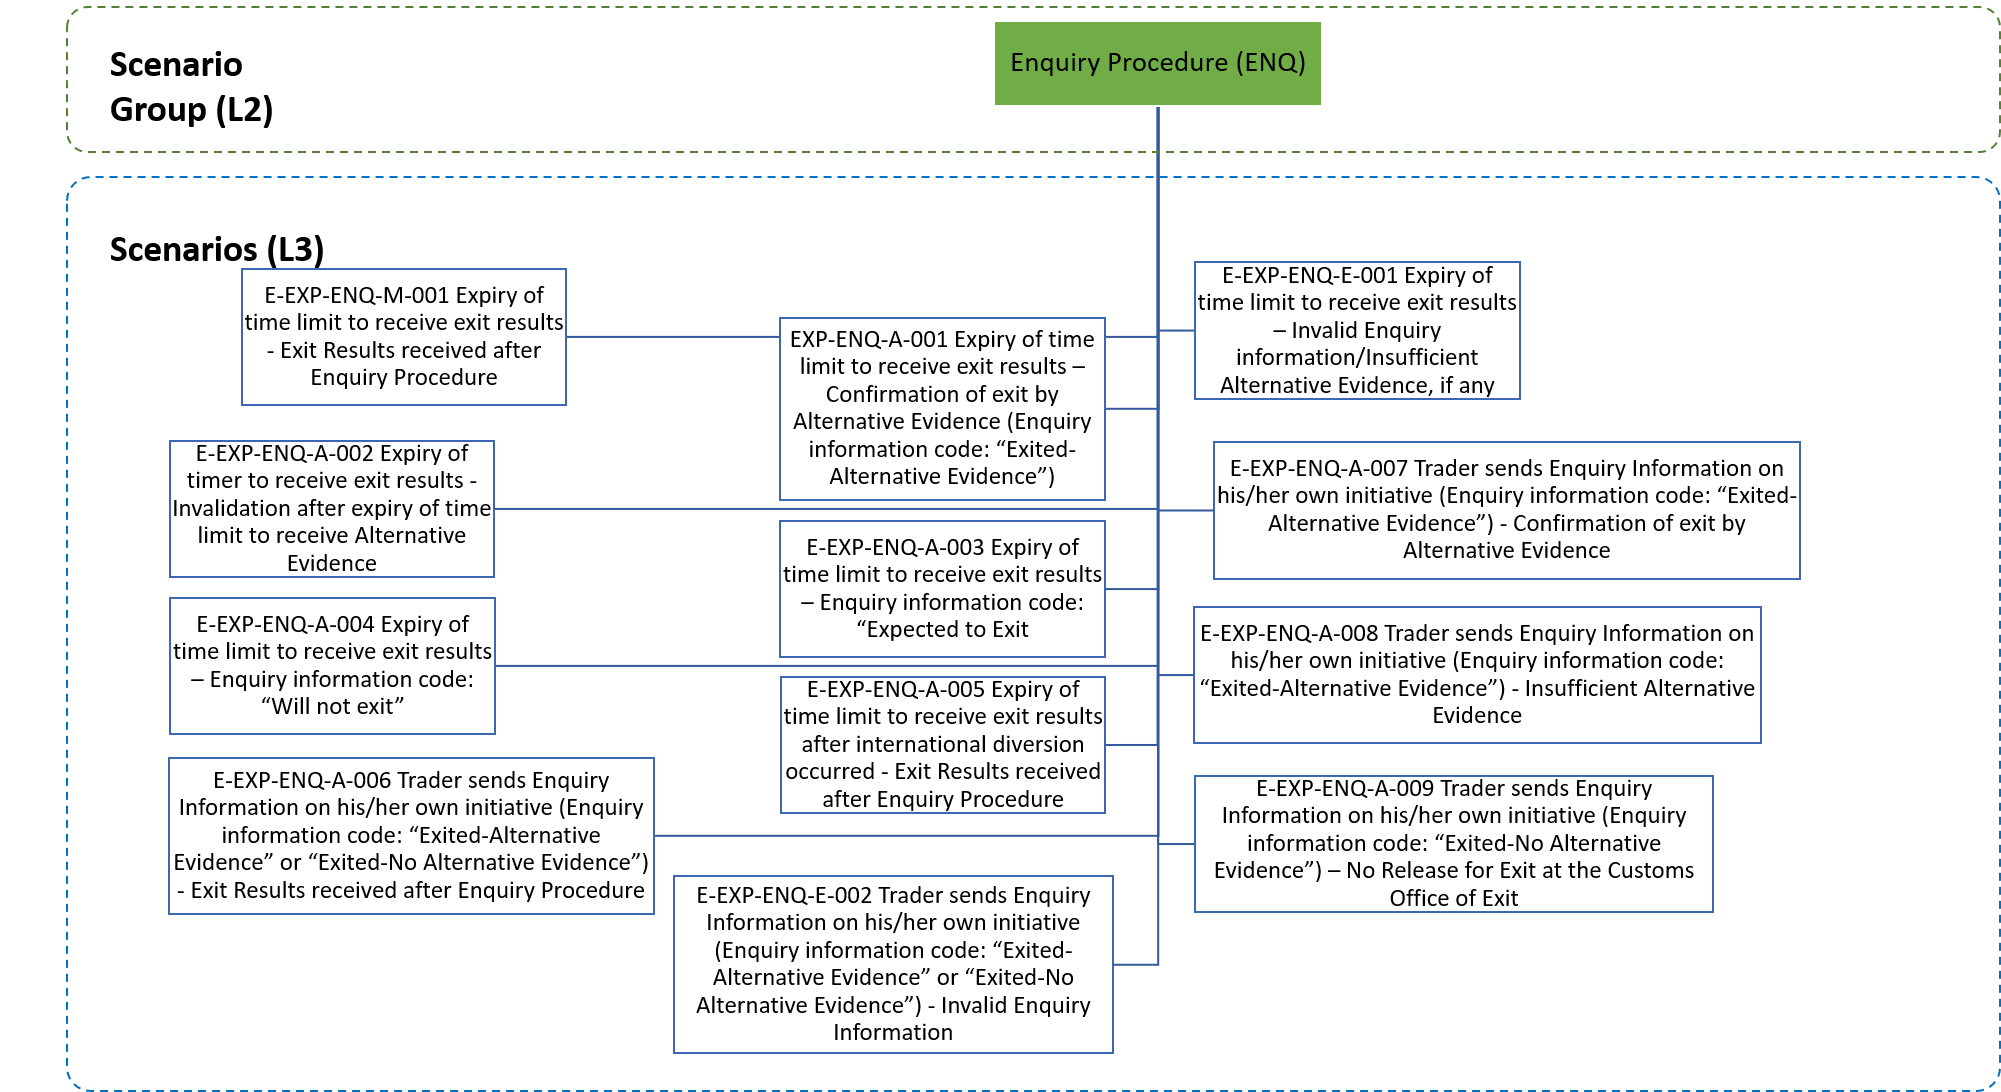 Scenario
Group (L2)
Enquiry Procedure (ENQ)
Scenarios (L3)
E-EXP-ENQ-M-001 Expiry of
time limit to receive exit results
- Exit Results received after
Enquiry Procedure
EXP-ENQ-A-001 Expiry of time
limit to receive exit results –
Confirmation of exit by
Alternative Evidence (Enquiry
information code: “Exited-
Alternative Evidence”)
E-EXP-ENQ-E-001 Expiry of
time limit to receive exit results
– Invalid Enquiry
information/Insufficient
Alternative Evidence, if any
E-EXP-ENQ-A-002 Expiry of
timer to receive exit results -
Invalidation after expiry of time
limit to receive Alternative
Evidence
E-EXP-ENQ-A-007 Trader sends Enquiry Information on
his/her own initiative (Enquiry information code: “Exited-
Alternative Evidence”) - Confirmation of exit by
Alternative Evidence
E-EXP-ENQ-A-003 Expiry of
time limit to receive exit results
– Enquiry information code:
“Expected to Exit
E-EXP-ENQ-A-004 Expiry of
time limit to receive exit results
– Enquiry information code:
“Will not exit”
E-EXP-ENQ-A-008 Trader sends Enquiry Information on
his/her own initiative (Enquiry information code:
“Exited-Alternative Evidence”) - Insufficient Alternative
Evidence
E-EXP-ENQ-A-005 Expiry of
time limit to receive exit results
after international diversion
occurred - Exit Results received
after Enquiry Procedure
E-EXP-ENQ-A-006 Trader sends Enquiry
Information on his/her own initiative (Enquiry
information code: “Exited-Alternative
Evidence” or “Exited-No Alternative Evidence”)
- Exit Results received after Enquiry Procedure
E-EXP-ENQ-A-009 Trader sends Enquiry
Information on his/her own initiative (Enquiry
information code: “Exited-No Alternative
Evidence”) – No Release for Exit at the Customs
Office of Exit
E-EXP-ENQ-E-002 Trader sends Enquiry
Information on his/her own initiative
(Enquiry information code: “Exited-
Alternative Evidence” or “Exited-No
Alternative Evidence”) - Invalid Enquiry
Information